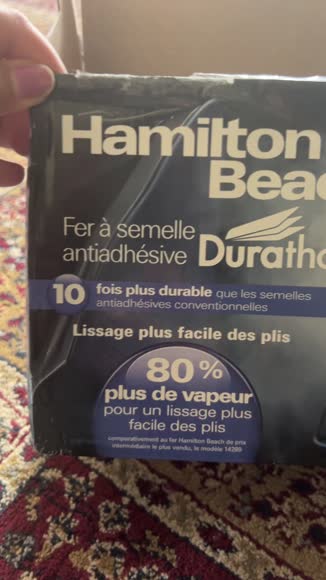 Hamilton
Beac
Fer à semelle
antiadhésive Duratho
10 fois plus durable que les semelles
antiadhésives conventionnelles
Lissage plus facile des plis
80%
plus de vapeur
pour un lissage plus
facile des plis
comparativement au fer Hamilton Beach de prix
intermédiaire le plus vendu, le modèle 14289